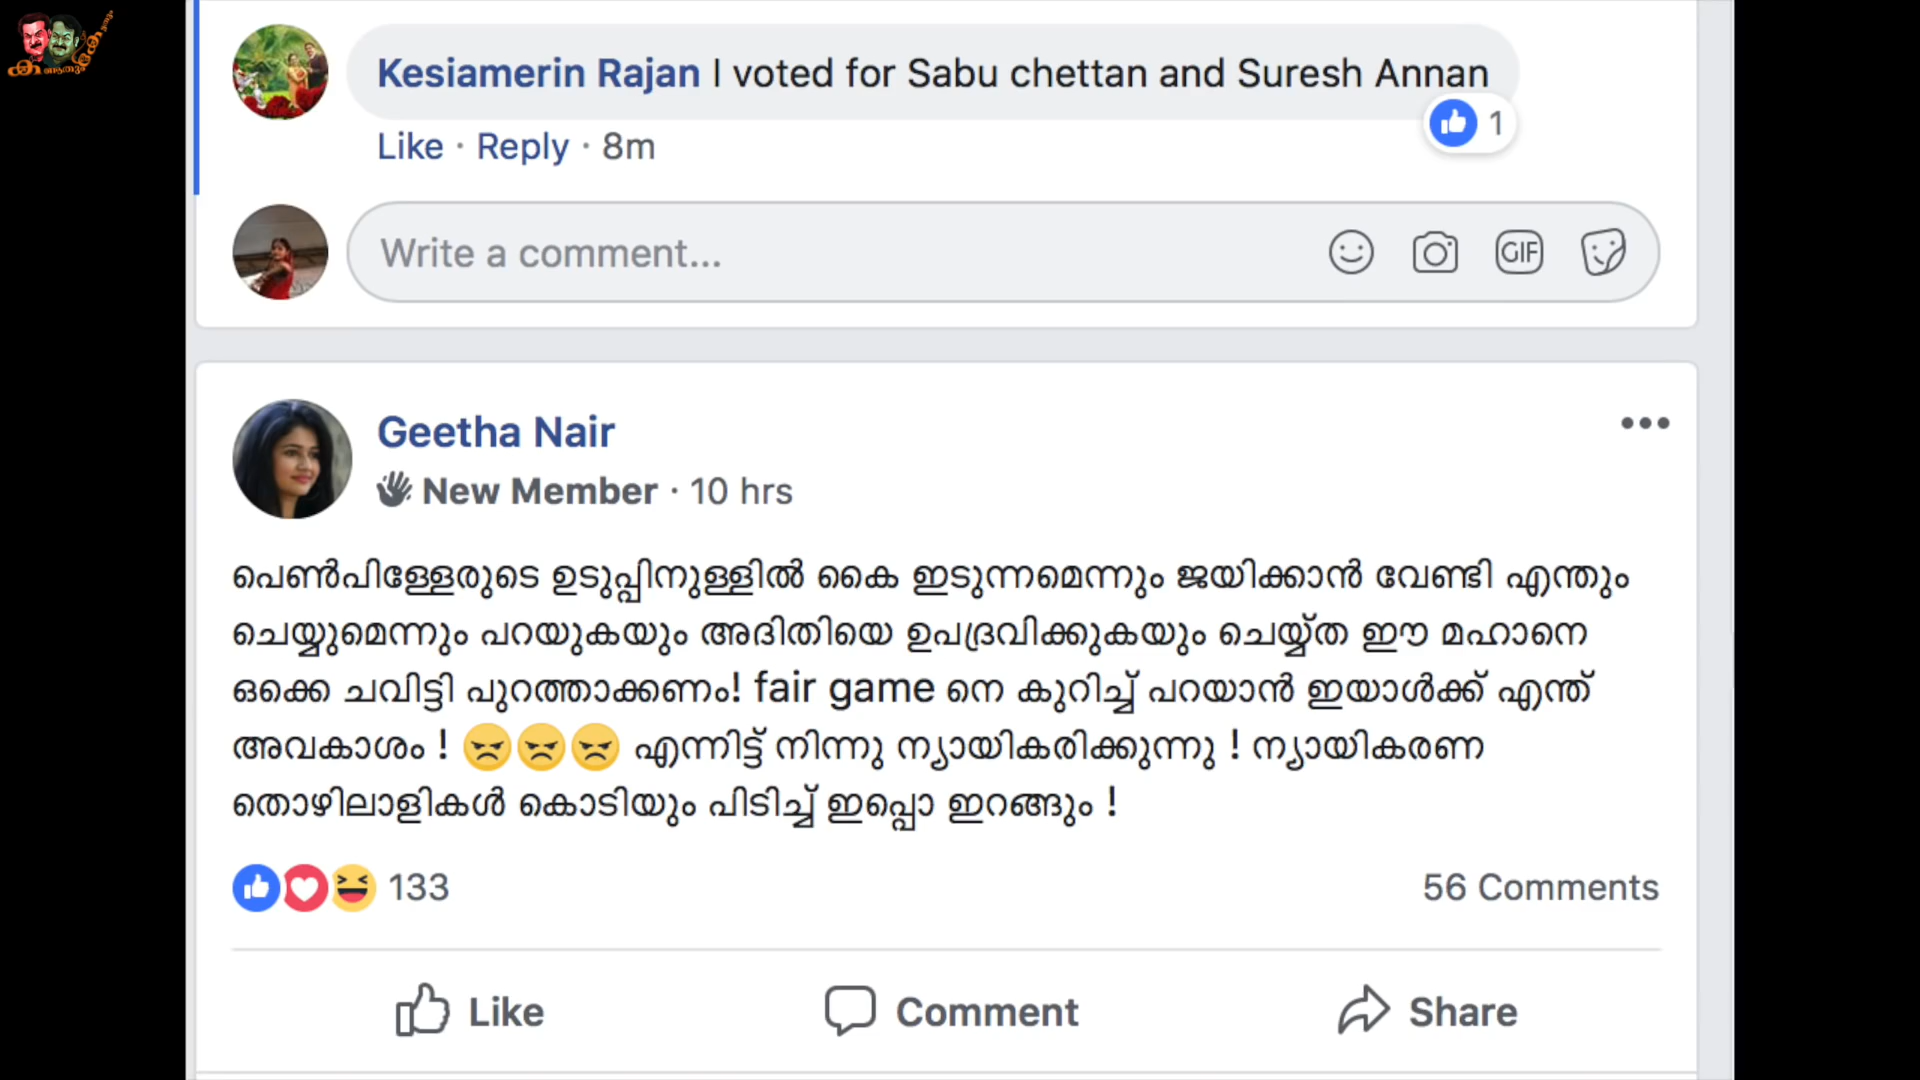 Kesiamerin Rajan I voted for Sabu chettan and Suresh Annan
1
Like · Reply · 8m
Write a comment...
GIF
Geetha Nair
New Member · 10 hrs
പെൺപിള്ളേരുടെ ഉടുപ്പിനുള്ളിൽ കൈ ഇടുന്നമെന്നും ജയിക്കാൻ വേണ്ടി എന്തും
ചെയ്യുമെന്നും പറയുകയും അദിതിയെ ഉപദ്രവിക്കുകയും ചെയ്യ്ത ഈ മഹാനെ
ഒക്കെ ചവിട്ടി പുറത്താക്കണം! fair game നെ കുറിച്ച് പറയാൻ ഇയാൾക്ക് എന്ത്
അവകാശം ! 😠😠😠 എന്നിട്ട് നിന്നു ന്യായികരിക്കുന്നു ! ന്യായികരണ
തൊഴിലാളികൾ കൊടിയും പിടിച്ച് ഇപ്പൊ ഇറങ്ങും !
133
56 Comments
Like
Comment
Share